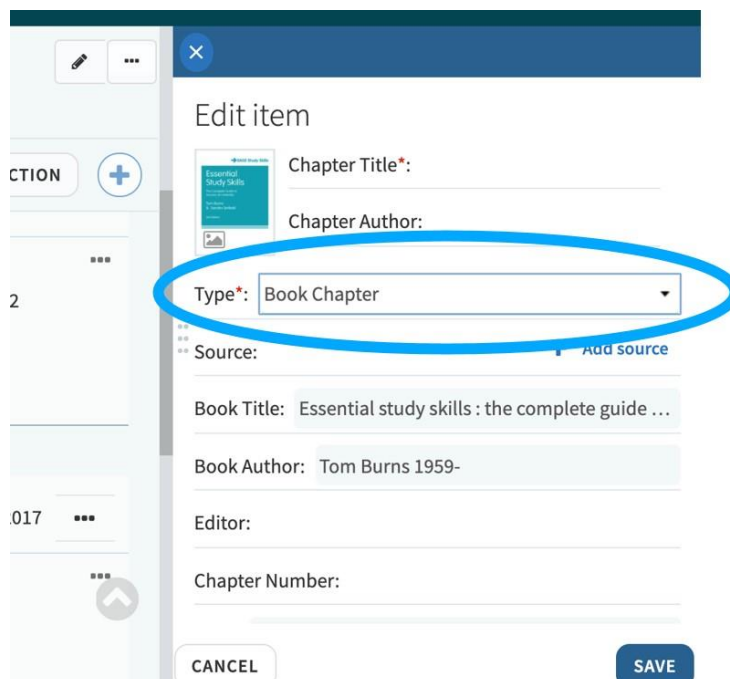 Edit item
CTION
Essential
Study Skills
Chapter Title*:
Chapter Author:
2
Type*: Book Chapter
Source:
Add source
Book Title: Essential study skills : the complete guide ...
Book Author: Tom Burns 1959-
2017
Editor:
Chapter Number:
CANCEL
SAVE